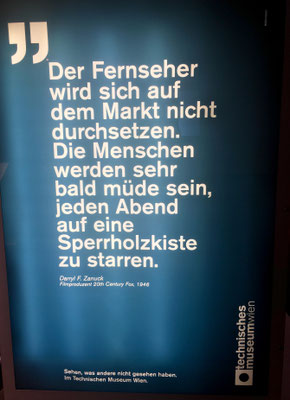 "
Der Fernseher
wird sich auf
dem Markt nicht
durchsetzen.
Die Menschen
werden sehr
bald müde sein,
jeden Abend
auf eine
Sperrholzkiste
zu starren.
Darryl F. Zanuck
Filmproduzent 20th Century Fox, 1946
technisches
museumwien
Sehen, was andere nicht gesehen haben.
Im Technischen Museum Wien.